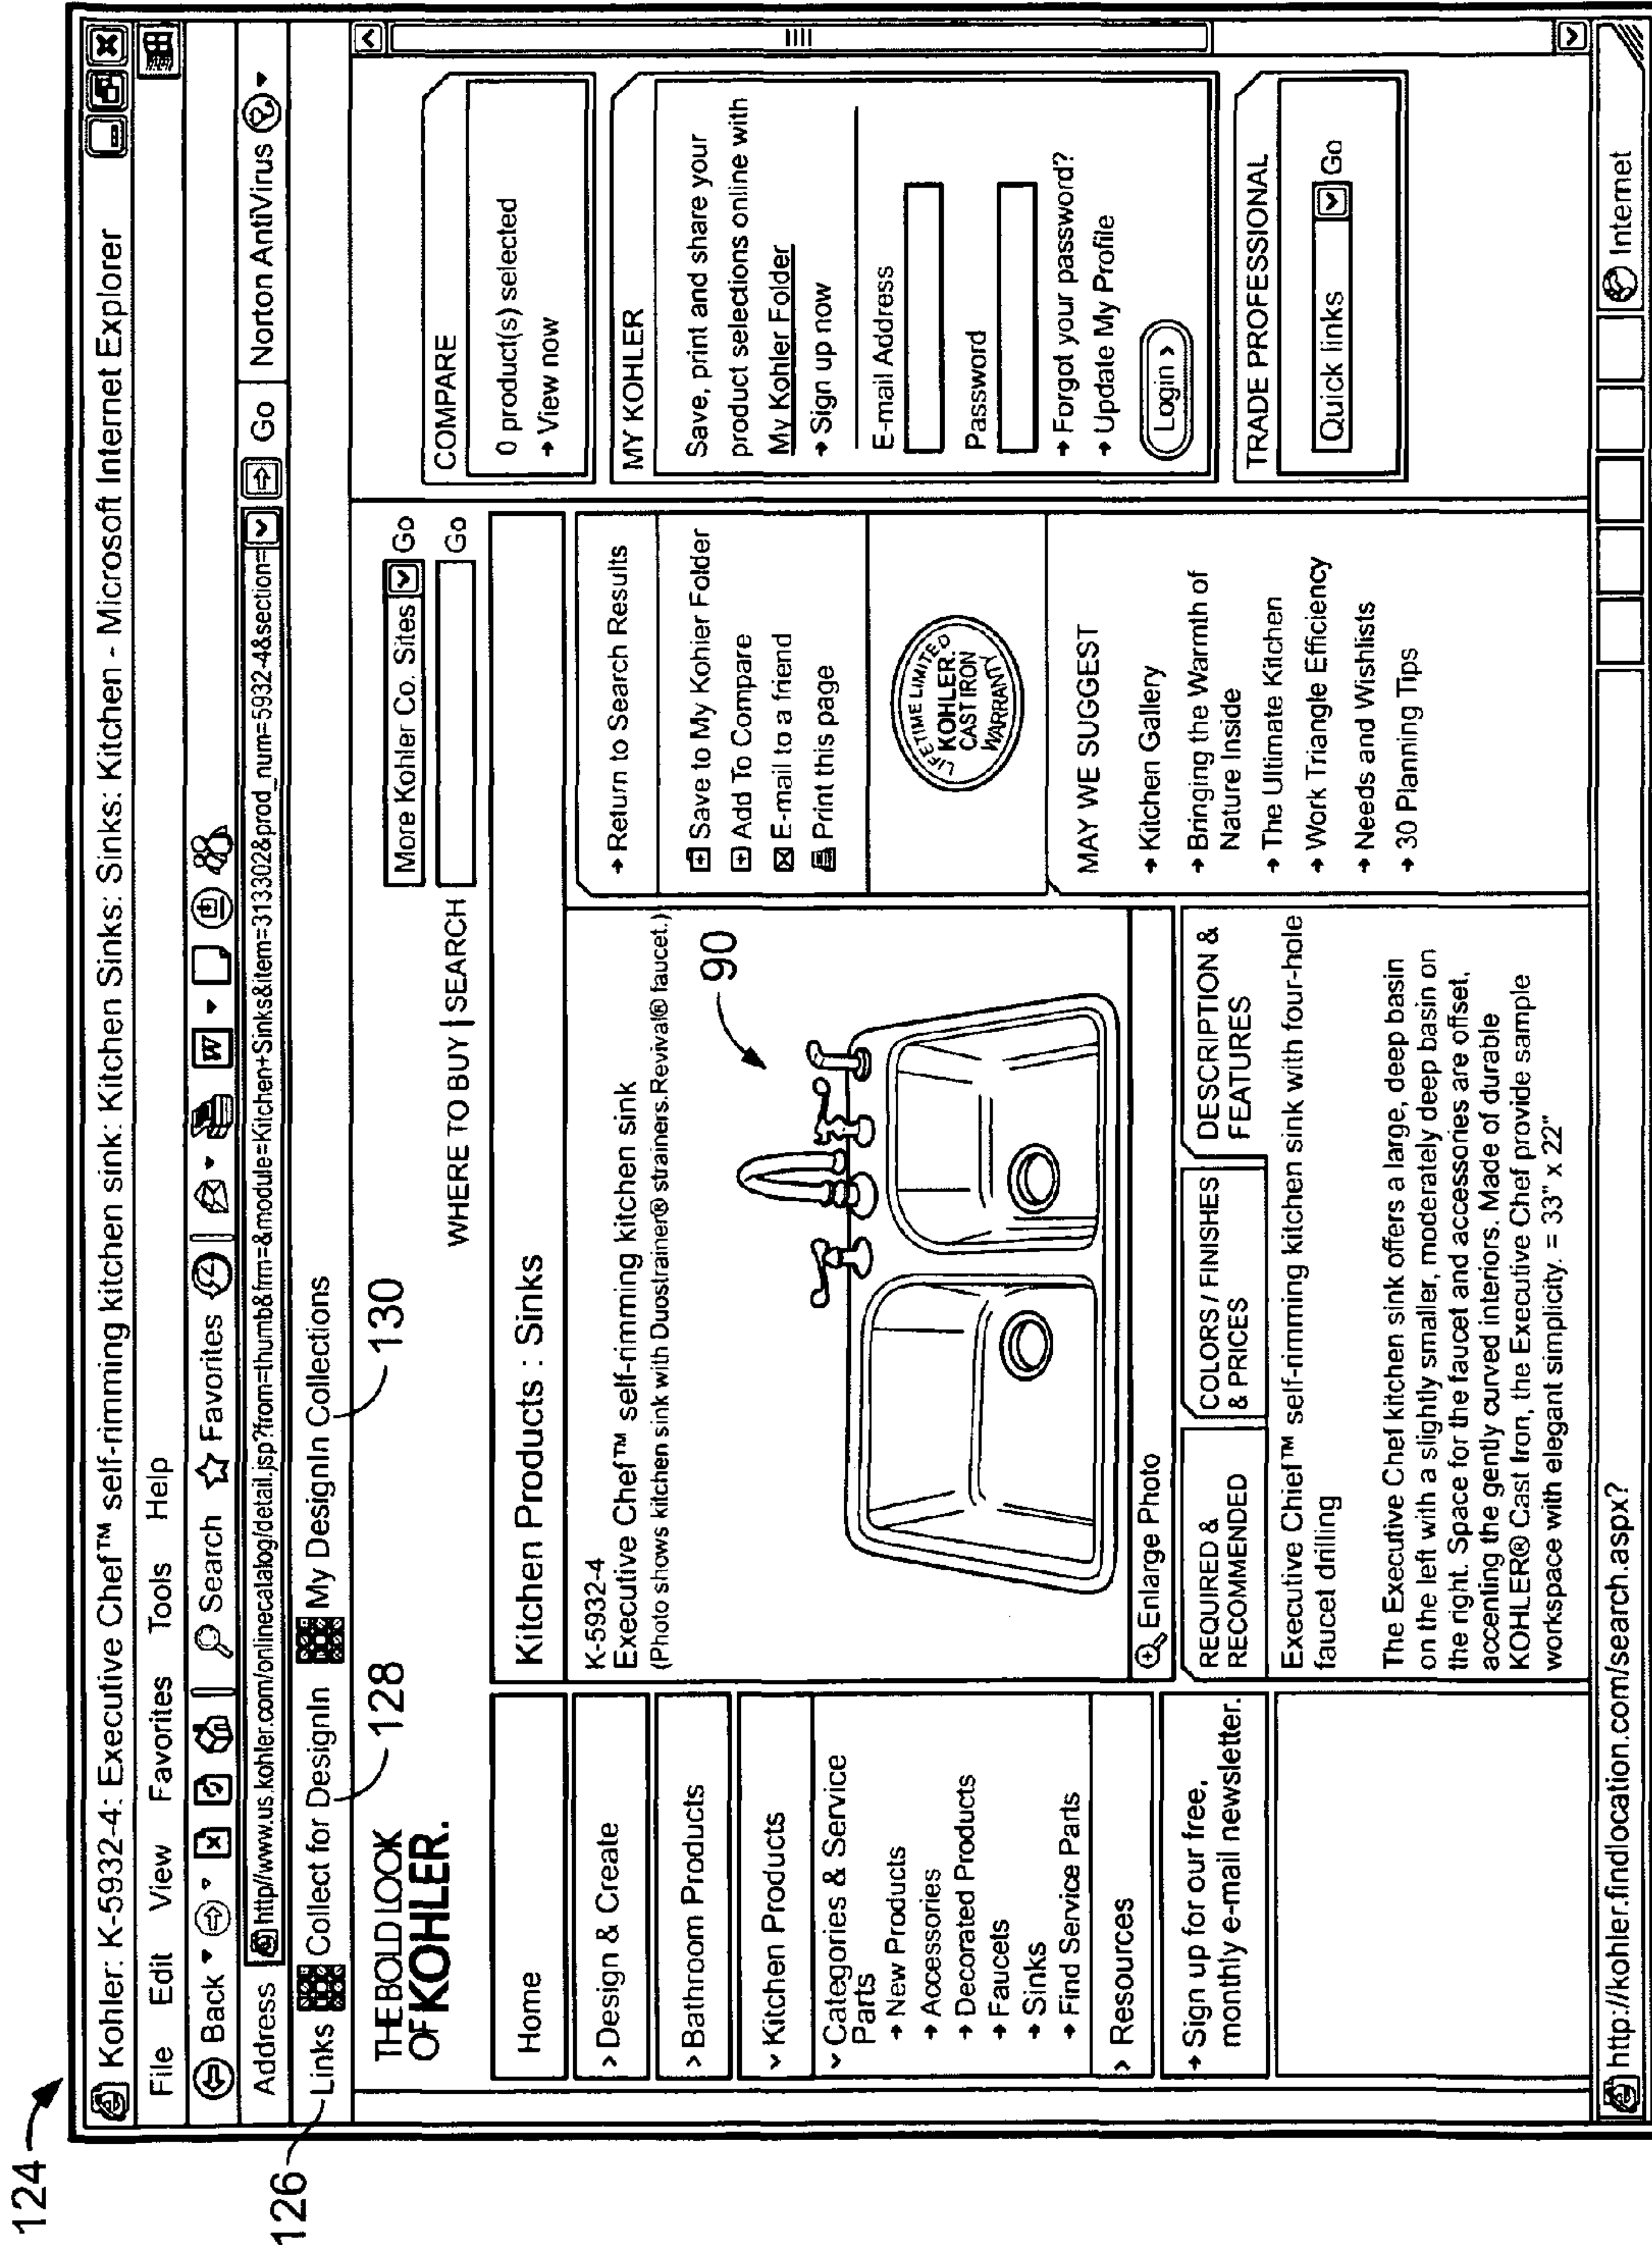 124
Kohler: K-5932-4: Executive Chef™ self-rimming kitchen sink: Kitchen Sinks: Sinks: Kitchen - Microsoft Internet Explorer
File Edit View Favorites Tools Help
Back Search Favorites W
Address http//www.us.kohler.com/onlinecatalog/detail.jsp?from=thumb&frm=&module=Kitchen+Sinks&item=313302&prod_num=5932-4&section= Go Norton AntiVirus
126
Links Collect for DesignIn My DesignIn Collections
128
130
THE BOLD LOOK
OF KOHLER.
More Kohler Co. Sites Go
WHERE TO BUY | SEARCH Go
Home
> Design & Create
> Bathroom Products
Kitchen Products
Categories & Service
Parts
→ New Products
→ Accessories
→ Decorated Products
→ Faucets
→ Sinks
→ Find Service Parts
> Resources
→ Sign up for our free,
monthly e-mail newsletter.
Kitchen Products : Sinks
K-5932-4
Executive Chef™ self-rimming kitchen sink
(Photo shows kitchen sink with Duostrainer® strainers.Revival® faucet.)
90
Enlarge Photo
REQUIRED &
RECOMMENDED
COLORS / FINISHES
& PRICES
DESCRIPTION &
FEATURES
Executive Chief™ self-rimming kitchen sink with four-hole
faucet drilling
The Executive Chef kitchen sink offers a large, deep basin
on the left with a slightly smaller, moderately deep basin on
the right. Space for the faucet and accessories are offset,
accenting the gently curved interiors. Made of durable
KOHLER® Cast Iron, the Executive Chef provide sample
workspace with elegant simplicity. = 33" x 22"
→ Return to Search Results
Save to My Kohler Folder
Add To Compare
E-mail to a friend
Print this page
LIFETIME LIMITED
KOHLER.
CAST IRON
WARRANTY
MAY WE SUGGEST
→ Kitchen Gallery
→ Bringing the Warmth of
Nature Inside
→ The Ultimate Kitchen
→ Work Triangle Efficiency
→ Needs and Wishlists
→ 30 Planning Tips
COMPARE
0 product(s) selected
→ View now
MY KOHLER
Save, print and share your
product selections online with
My Kohler Folder
→ Sign up now
E-mail Address
Password
→ Forgot your password?
→ Update My Profile
Login >
TRADE PROFESSIONAL
Quick links Go
http://kohler.findlocation.com/search.aspx? Internet